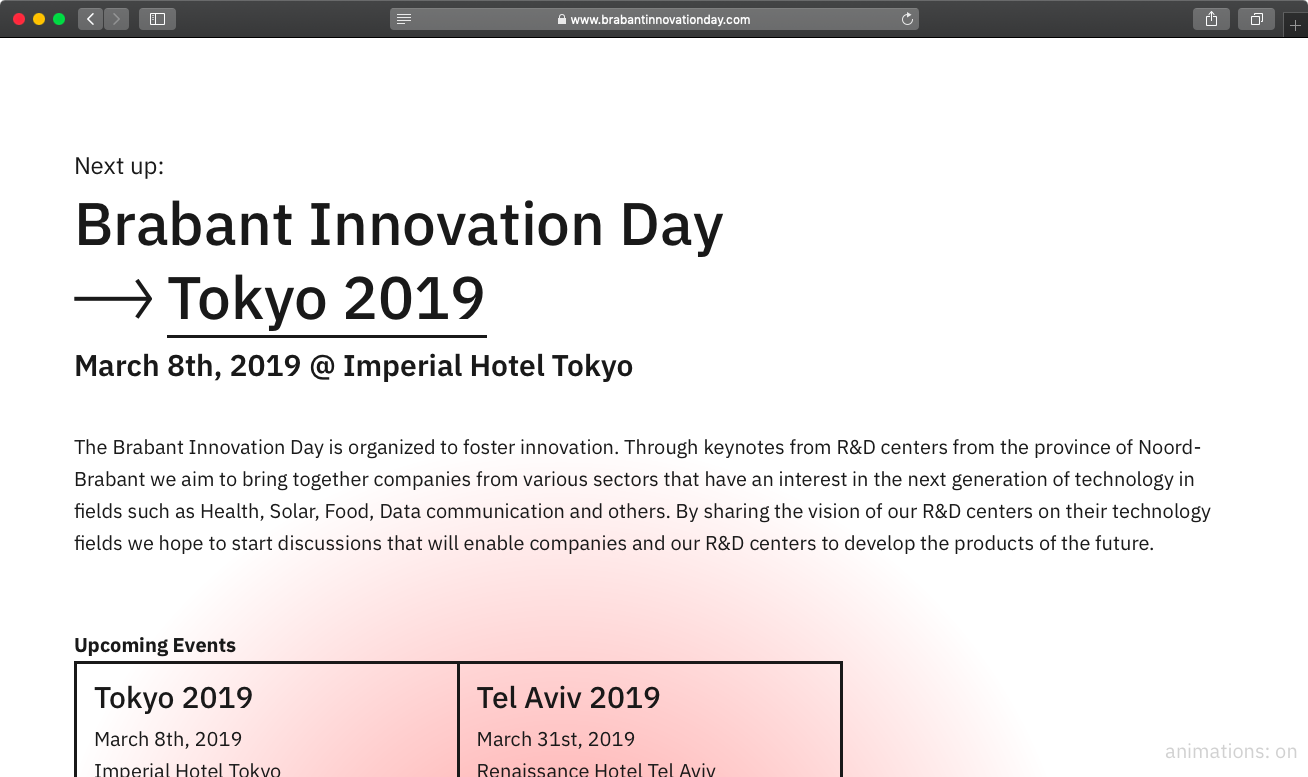 www.brabantinnovationday.com
Next up:
Brabant Innovation Day
→ Tokyo 2019
March 8th, 2019 @ Imperial Hotel Tokyo
The Brabant Innovation Day is organized to foster innovation. Through keynotes from R&D centers from the province of Noord-
Brabant we aim to bring together companies from various sectors that have an interest in the next generation of technology in
fields such as Health, Solar, Food, Data communication and others. By sharing the vision of our R&D centers on their technology
fields we hope to start discussions that will enable companies and our R&D centers to develop the products of the future.
Upcoming Events
Tokyo 2019
March 8th, 2019
Imperial Hotel Tokyo
Tel Aviv 2019
March 31st, 2019
Renaissance Hotel Tel Aviv
animations: on